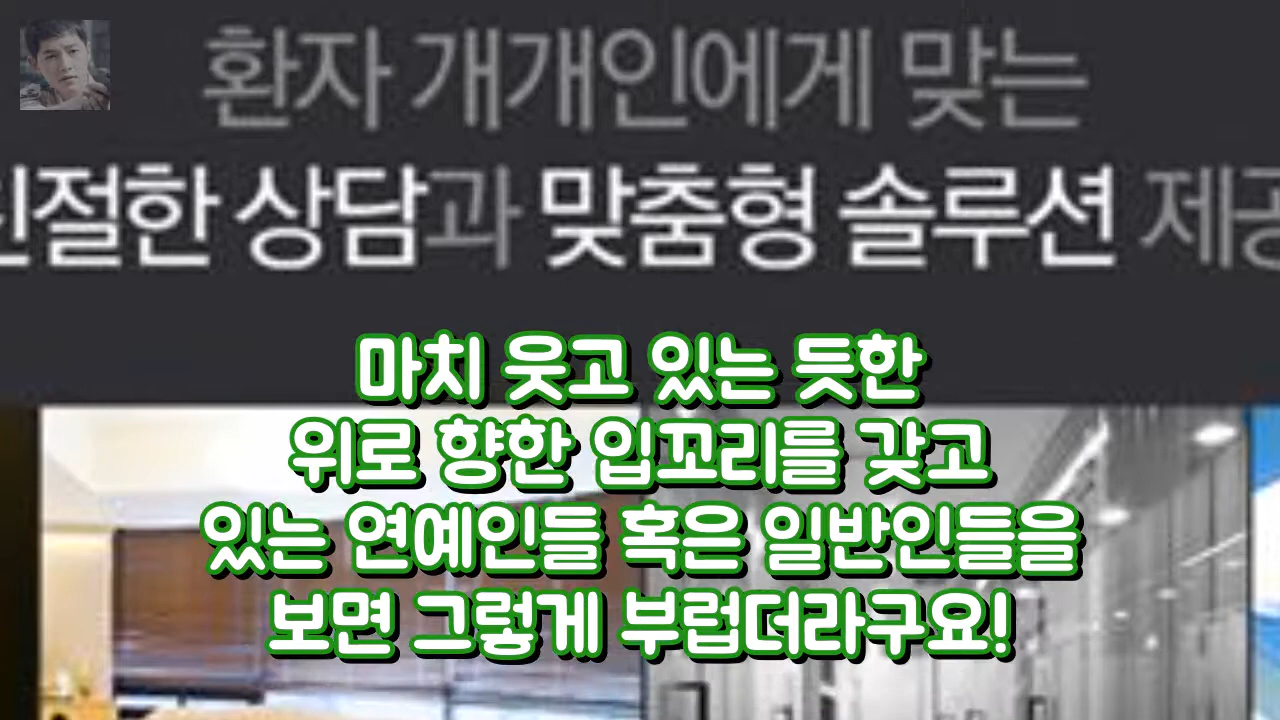 환자 개개인에게 맞는
친절한 상담과 맞춤형 솔루션 제공
마치 웃고 있는 듯한
위로 향한 입꼬리를 갖고
있는 연예인들 혹은 일반인들을
보면 그렇게 부럽더라구요!